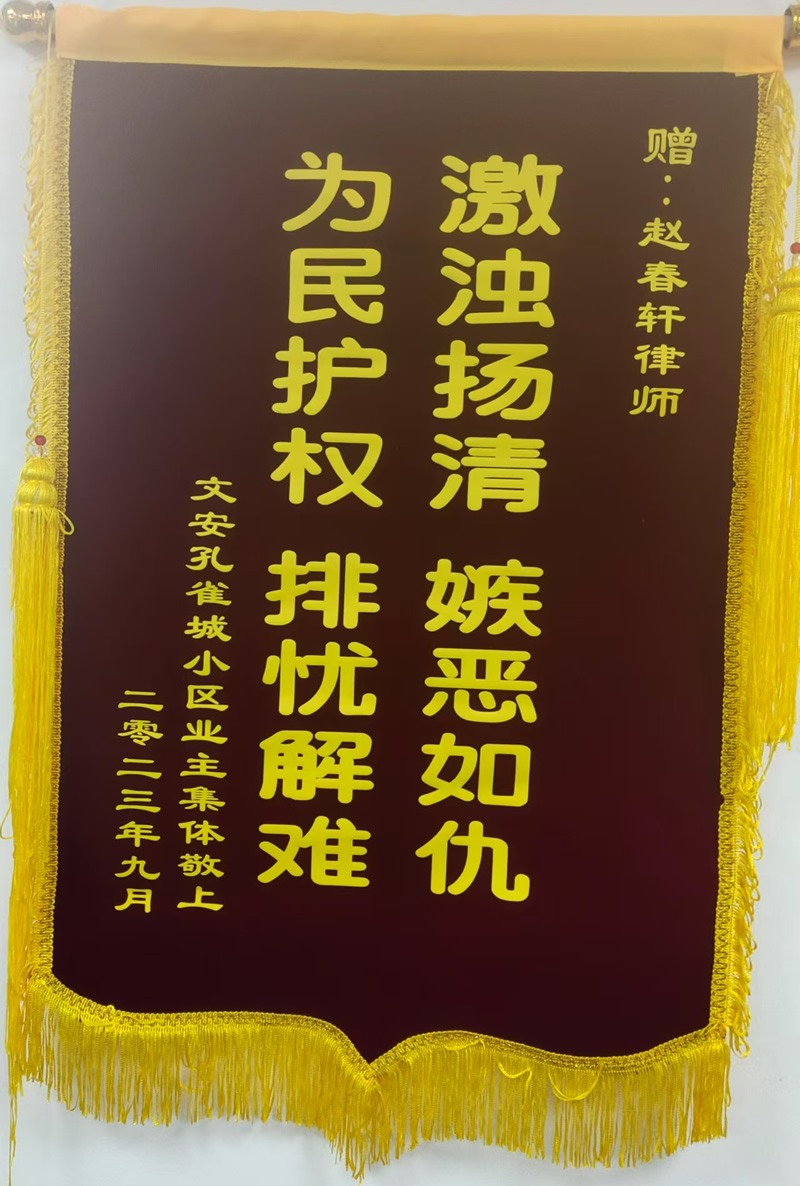 赠：赵春轩律师
激浊扬清 嫉恶如仇
为民护权 排忧解难
文安孔雀城小区业主集体敬上
二零二三年九月